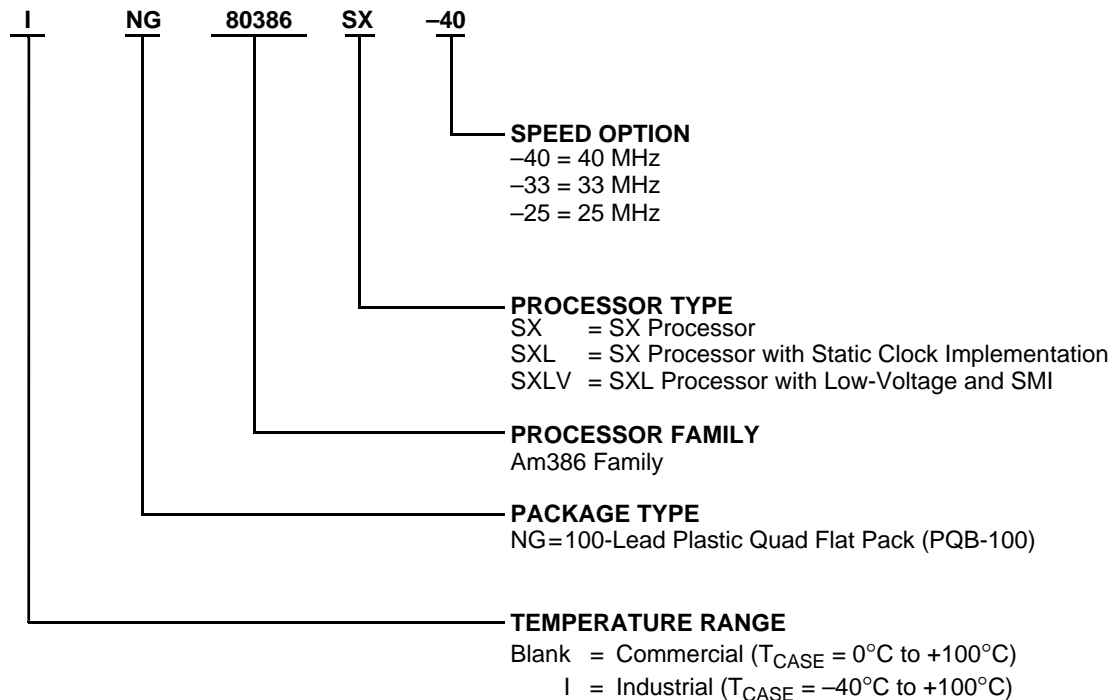 I NG 80386 SX –40
SPEED OPTION
–40 = 40 MHz
–33 = 33 MHz
–25 = 25 MHz
PROCESSOR TYPE
SX = SX Processor
SXL = SX Processor with Static Clock Implementation
SXLV = SXL Processor with Low-Voltage and SMI
PROCESSOR FAMILY
Am386 Family
PACKAGE TYPE
NG=100-Lead Plastic Quad Flat Pack (PQB-100)
TEMPERATURE RANGE
Blank = Commercial (TCASE = 0°C to +100°C)
I = Industrial (TCASE = –40°C to +100°C)